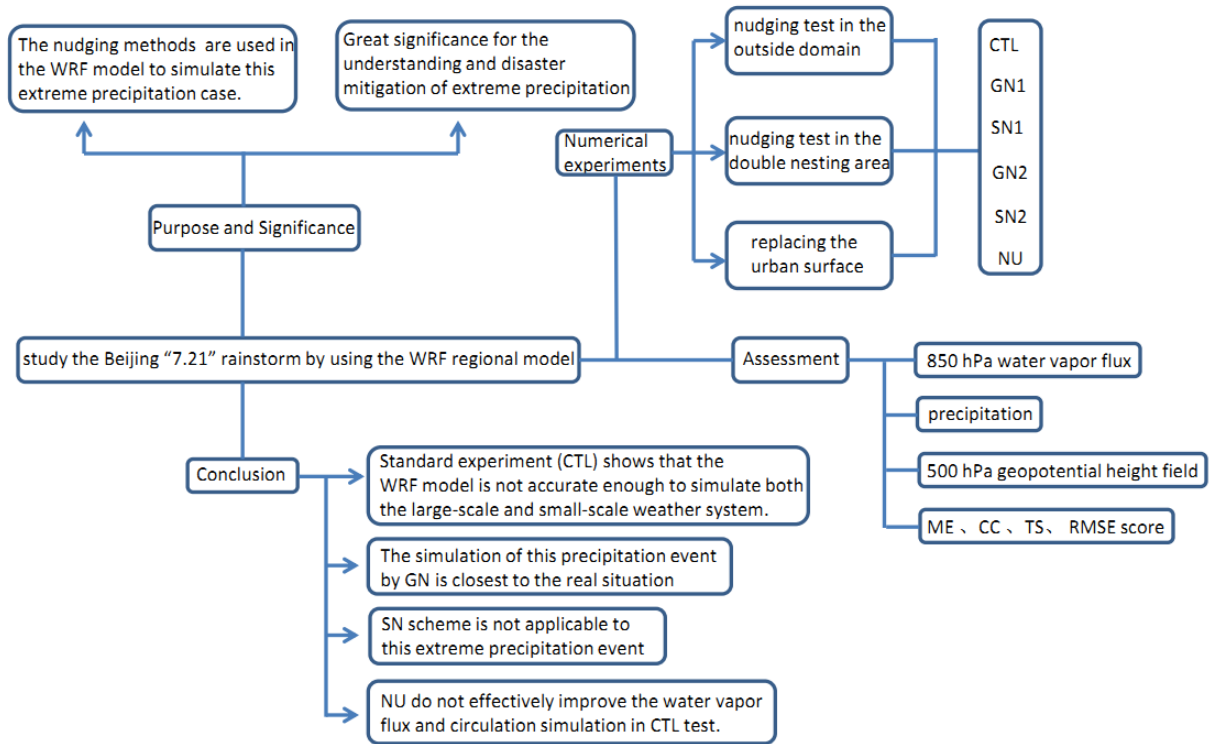 The nudging methods are used in
the WRF model to simulate this
extreme precipitation case.
Great significance for the
understanding and disaster
mitigation of extreme precipitation
Purpose and Significance
Numerical
experiments
nudging test in the
outside domain
nudging test in the
double nesting area
replacing the
urban surface
CTL
GN1
SN1
GN2
SN2
NU
study the Beijing “7.21” rainstorm by using the WRF regional model
Assessment
850 hPa water vapor flux
precipitation
500 hPa geopotential height field
ME 、 CC 、 TS、 RMSE score
Conclusion
Standard experiment (CTL) shows that the
WRF model is not accurate enough to simulate both
the large-scale and small-scale weather system.
The simulation of this precipitation event
by GN is closest to the real situation
SN scheme is not applicable to
this extreme precipitation event
NU do not effectively improve the water vapor
flux and circulation simulation in CTL test.